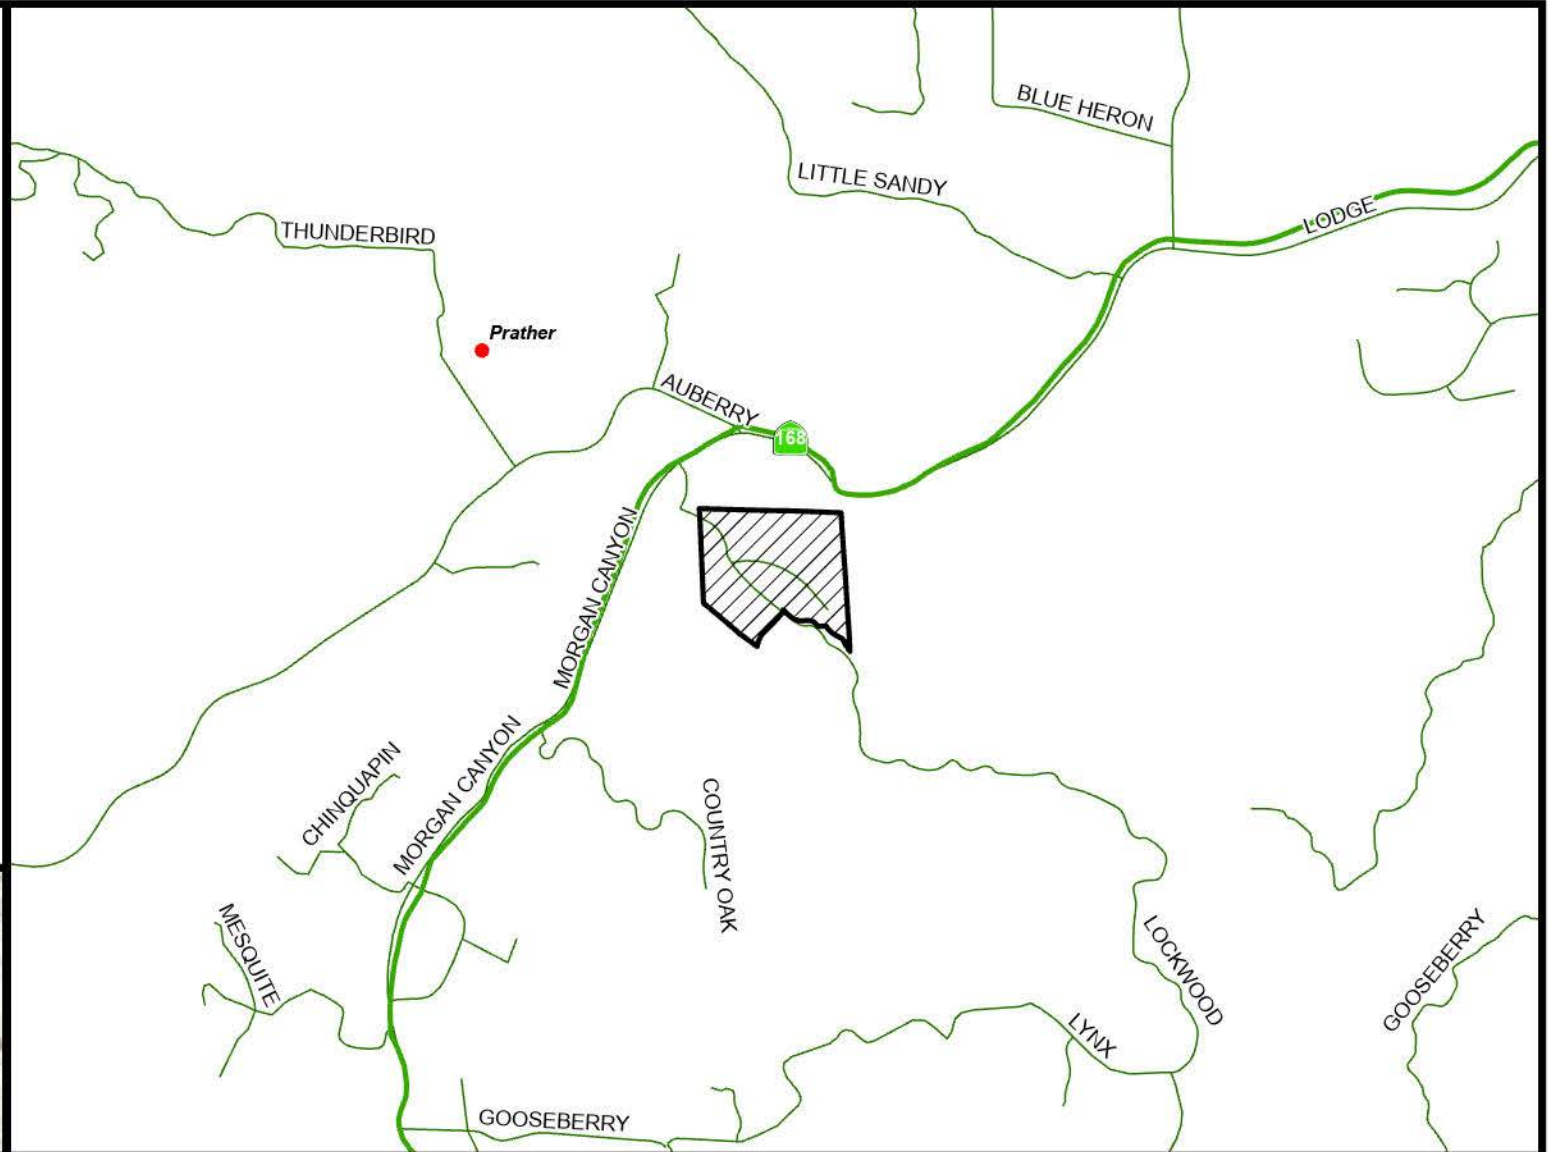 BLUE HERON
LITTLE SANDY
LODGE
THUNDERBIRD
Prather
AUBERRY
168
MORGAN CANYON
MORGAN CANYON
CHINQUAPIN
COUNTRY OAK
MESQUITE
LOCKWOOD
GOOSEBERRY
LYNX
GOOSEBERRY